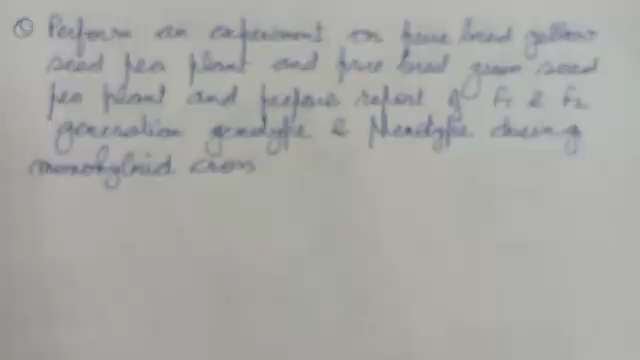 Perform an experiment on pure bred yellow
seed pea plant and pure bred green seed
pea plant and prepare report of F1 & F2
generation genotype & Phenotype during
monohybrid cross